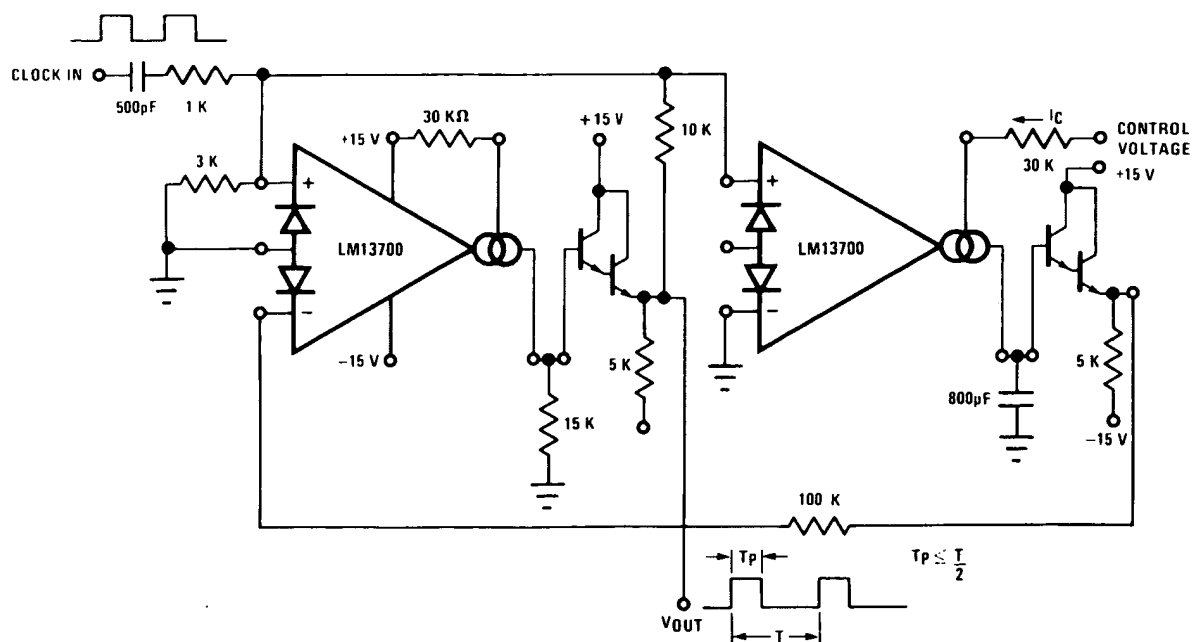 CLOCK IN
500pF
1 K
3 K
+15 V
30 KΩ
+
LM13700
-
-15 V
+15 V
10 K
5 K
15 K
+
LM13700
-
IC
30 K
CONTROL
VOLTAGE
+15 V
5 K
800µF
-15 V
100 K
TP
TP ≤ T/2
VOUT
T